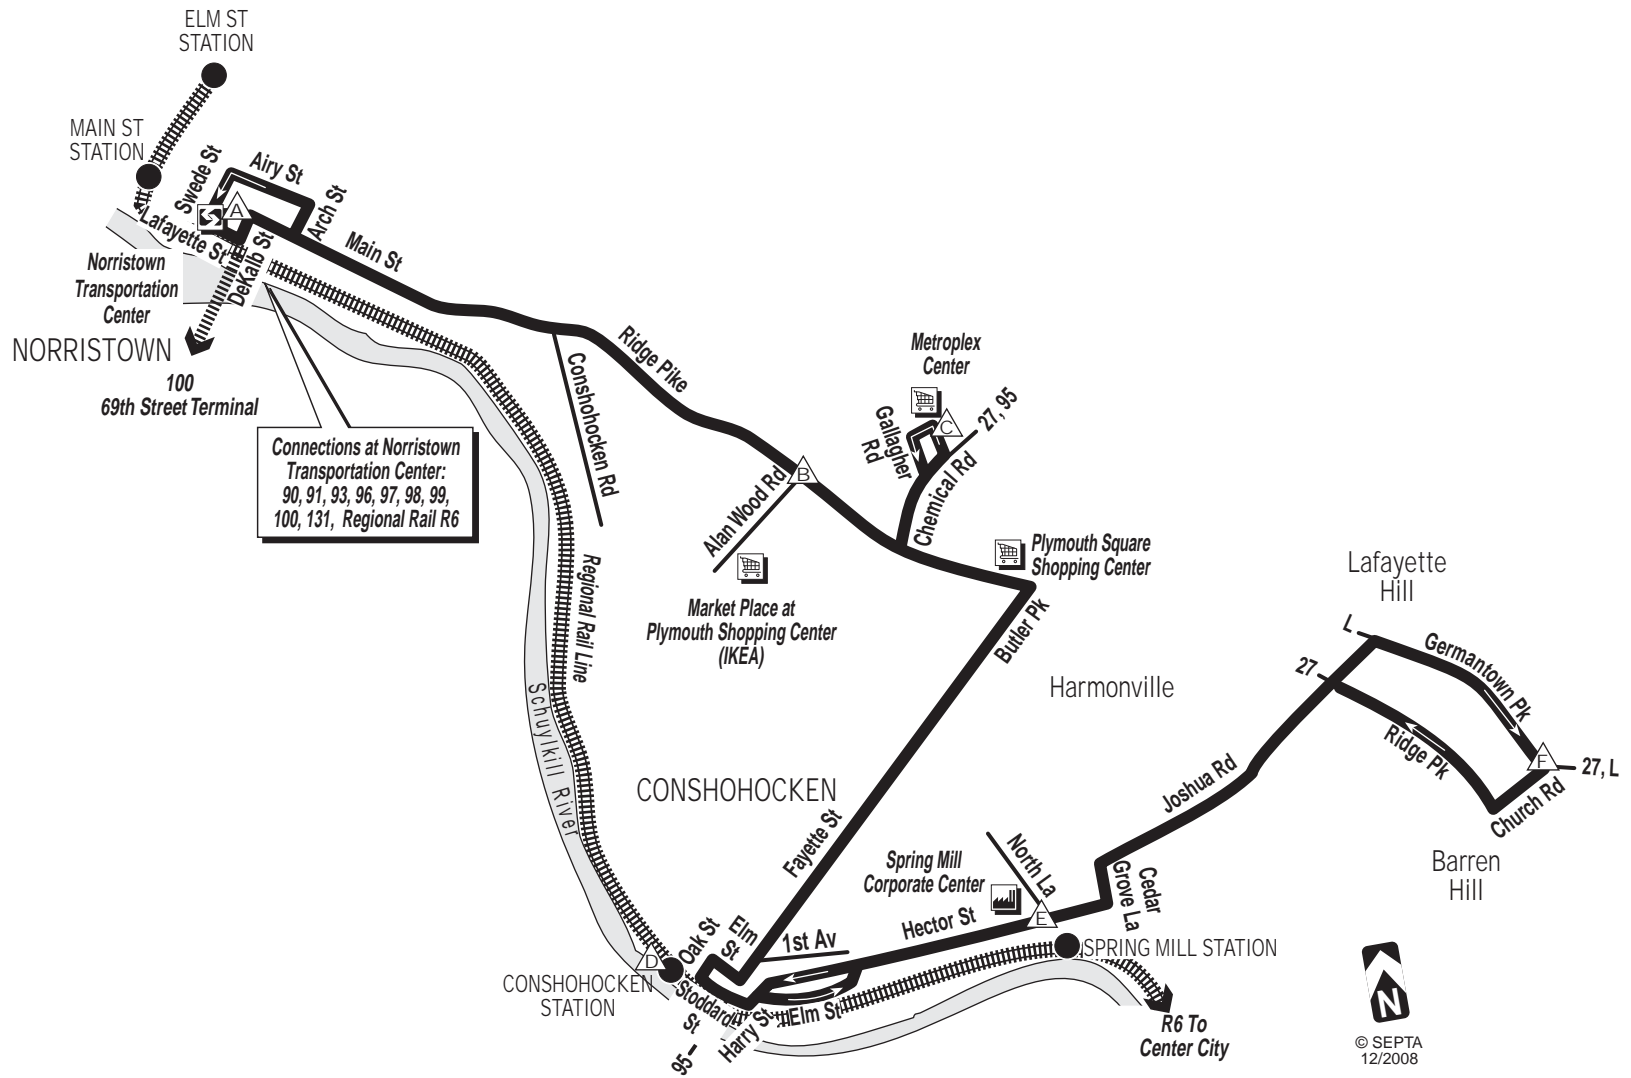 ELM ST
STATION
MAIN ST
STATION
Swede St
Airy St
Arch St
A
Lafayette St
DeKalb St
Main St
Norristown
Transportation
Center
NORRISTOWN
100
69th Street Terminal
Connections at Norristown
Transportation Center:
90, 91, 93, 96, 97, 98, 99,
100, 131, Regional Rail R6
Conshohocken Rd
Ridge Pike
Metroplex
Center
Gallagher
Rd
C
27, 95
Chemical Rd
B
Alan Wood Rd
Market Place at
Plymouth Shopping Center
(IKEA)
Plymouth Square
Shopping Center
Butler Pk
Harmonville
Regional Rail Line
Schuylkill River
Lafayette
Hill
L
27
Germantown Pk
Ridge Pk
F
27, L
Church Rd
Barren
Hill
Joshua Rd
CONSHOHOCKEN
Fayette St
Spring Mill
Corporate Center
North La
E
Cedar
Grove La
Hector St
1st Av
Elm
St
Oak St
D
CONSHOHOCKEN
STATION
Stoddard
St
95
Harry St
Elm St
SPRING MILL STATION
R6 To
Center City
N
© SEPTA
12/2008